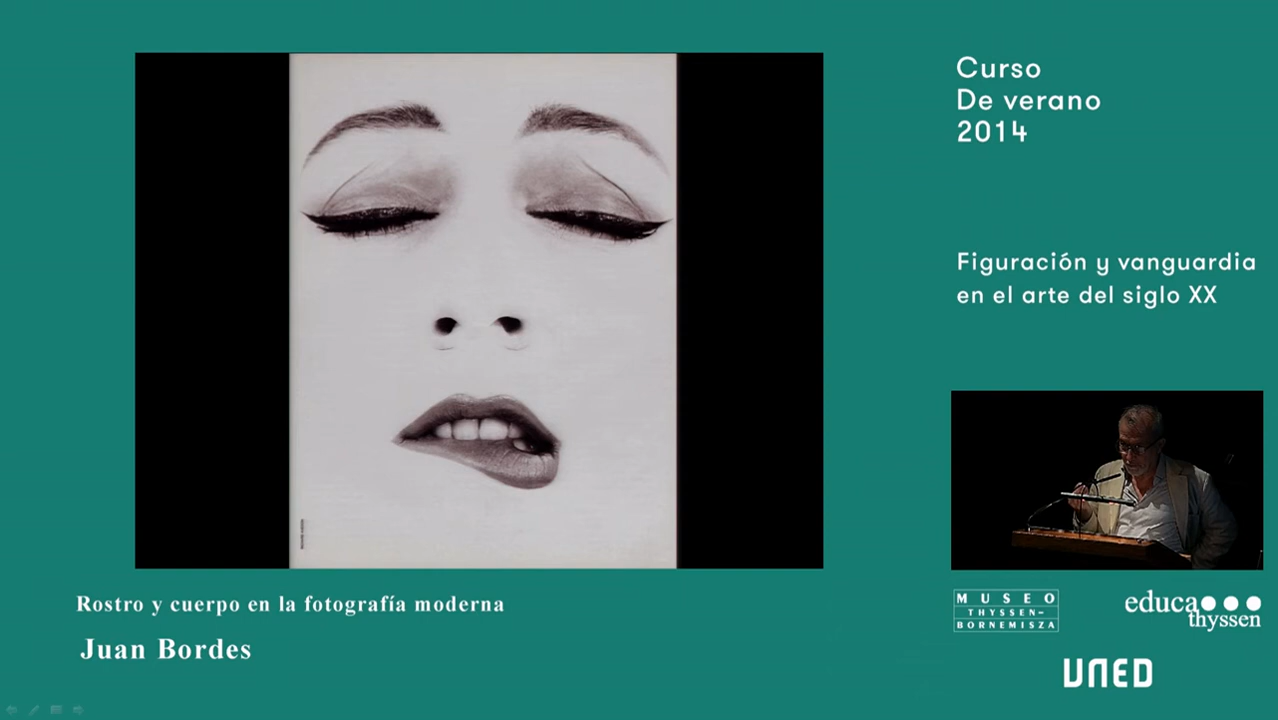 Curso
De verano
2014
Figuración y vanguardia
en el arte del siglo XX
Rostro y cuerpo en la fotografía moderna
Juan Bordes
MUSEO
THYSSEN-
BORNEMISZA
educa
thyssen
UNED